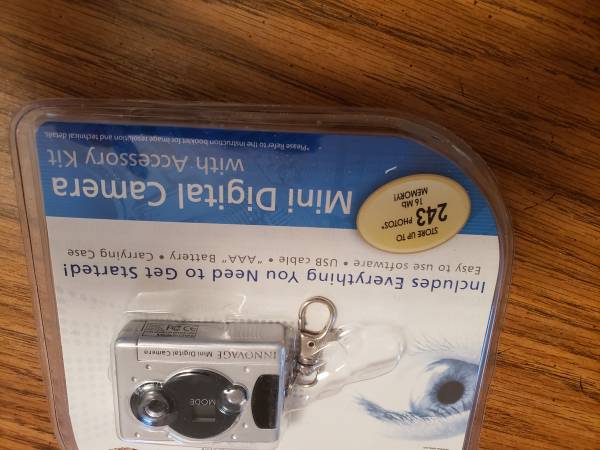 *Please Refer to the instruction booklet for image resolution and technical details
Mini Digital Camera
with Accessory Kit
STORE UP TO
243 PHOTOS*
16 Mb
MEMORY!
Includes Everything You Need to Get Started!
Easy to use software • USB cable • "AAA" Battery • Carrying Case
INNOVAGE Mini Digital Camera
MODE